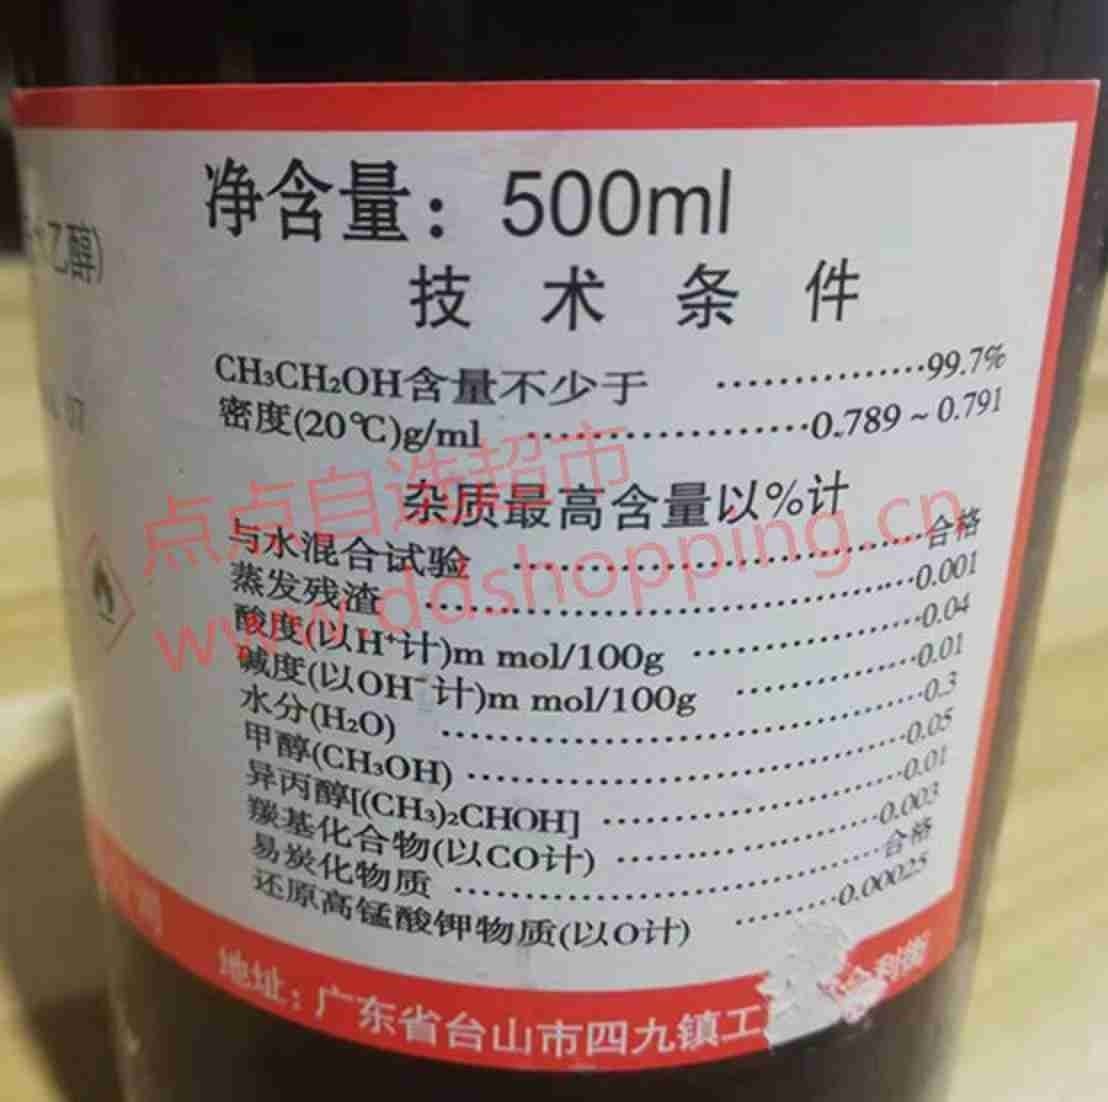 净含量：500ml
乙醇)
技术条件
CH₃CH₂OH含量不少于 ……………99.7%
密度(20℃)g/ml ………………0.789~0.791
07
点点自选超市
www.ddshopping.cn
杂质最高含量以%计
与水混合试验 ………………合格
蒸发残渣 ………………0.001
酸度(以H⁺计)m mol/100g ……………0.04
碱度(以OH⁻计)m mol/100g …………0.01
水分(H₂O) ………………0.3
甲醇(CH₃OH) ………………0.05
异丙醇[(CH₃)₂CHOH] ……………0.01
羰基化合物(以CO计) ……………0.003
易炭化物质 ………………合格
还原高锰酸钾物质(以O计) ………0.00025
地址：广东省台山市四九镇工